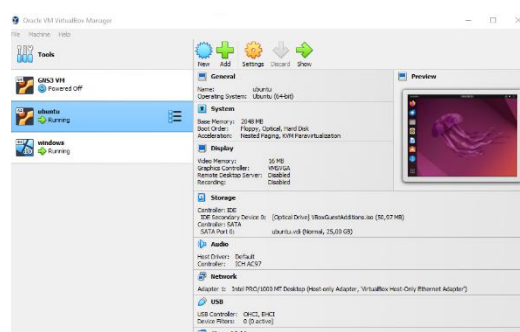 Oracle VM VirtualBox Manager
File Machine Help
Tools
New Add Settings Discard Show
GNS3 VM
Powered Off
ubuntu
Running
windows
Running
General
Name: ubuntu
Operating System: Ubuntu (64-bit)
System
Base Memory: 2048 MB
Boot Order: Floppy, Optical, Hard Disk
Acceleration: Nested Paging, KVM Paravirtualization
Display
Video Memory: 16 MB
Graphics Controller: VMSVGA
Remote Desktop Server: Disabled
Recording: Disabled
Storage
Controller: IDE
IDE Secondary Device 0: [Optical Drive] VBoxGuestAdditions.iso (50,97 MB)
Controller: SATA
SATA Port 0: ubuntu.vdi (Normal, 25,00 GB)
Audio
Host Driver: Default
Controller: ICH AC97
Network
Adapter 1: Intel PRO/1000 MT Desktop (Host-only Adapter, 'VirtualBox Host-Only Ethernet Adapter')
USB
USB Controller: OHCI, EHCI
Device Filters: 0 (0 active)
Preview